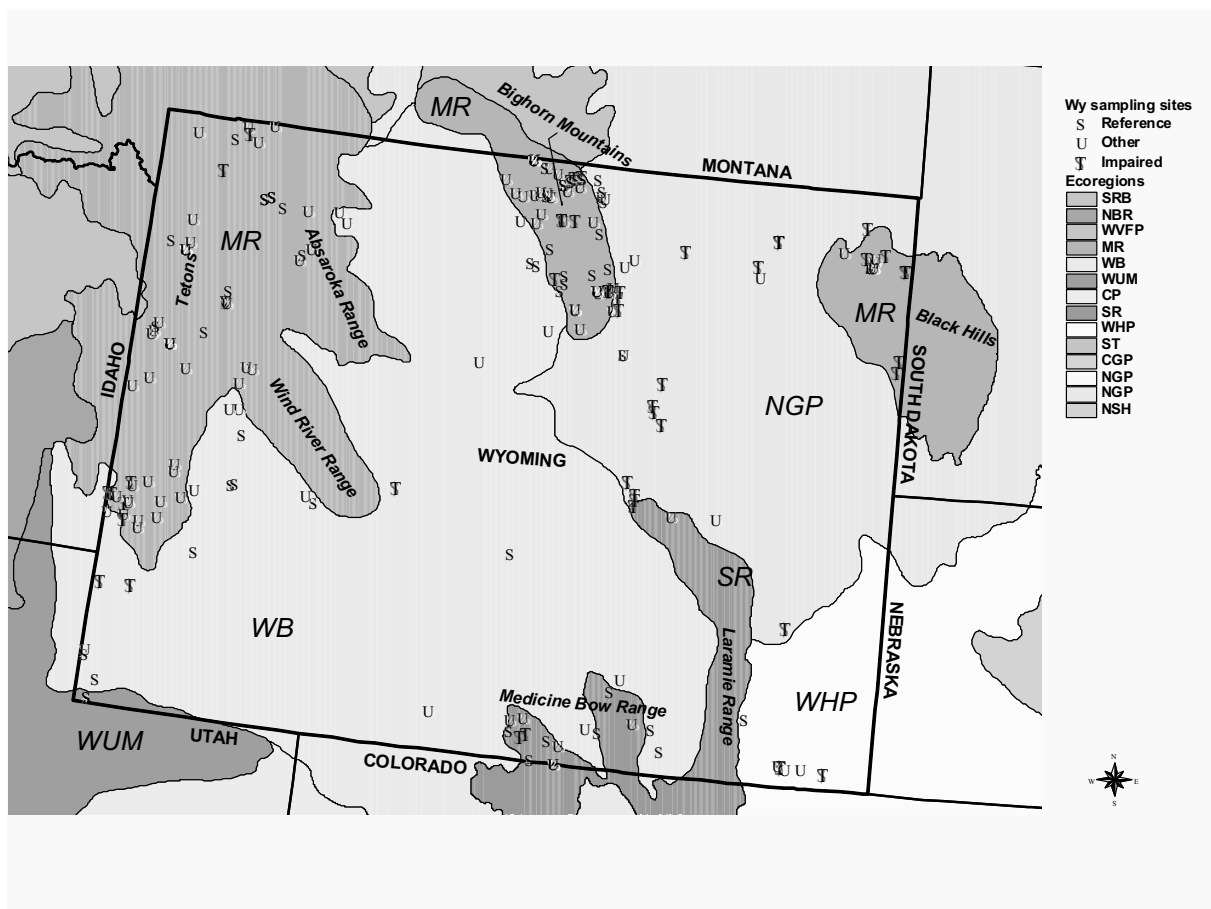 MR
Bighorn Mountains
MONTANA
MR
Absaroka Range
Tetons
IDAHO
Wind River Range
WYOMING
NGP
MR
Black Hills
SOUTH DAKOTA
SR
WB
Laramie Range
NEBRASKA
Medicine Bow Range
WHP
WUM
UTAH
COLORADO
Wy sampling sites
S Reference
U Other
T Impaired
Ecoregions
SRB
NBR
WVFP
MR
WB
WUM
CP
SR
WHP
ST
CGP
NGP
NGP
NSH
N
W E
S